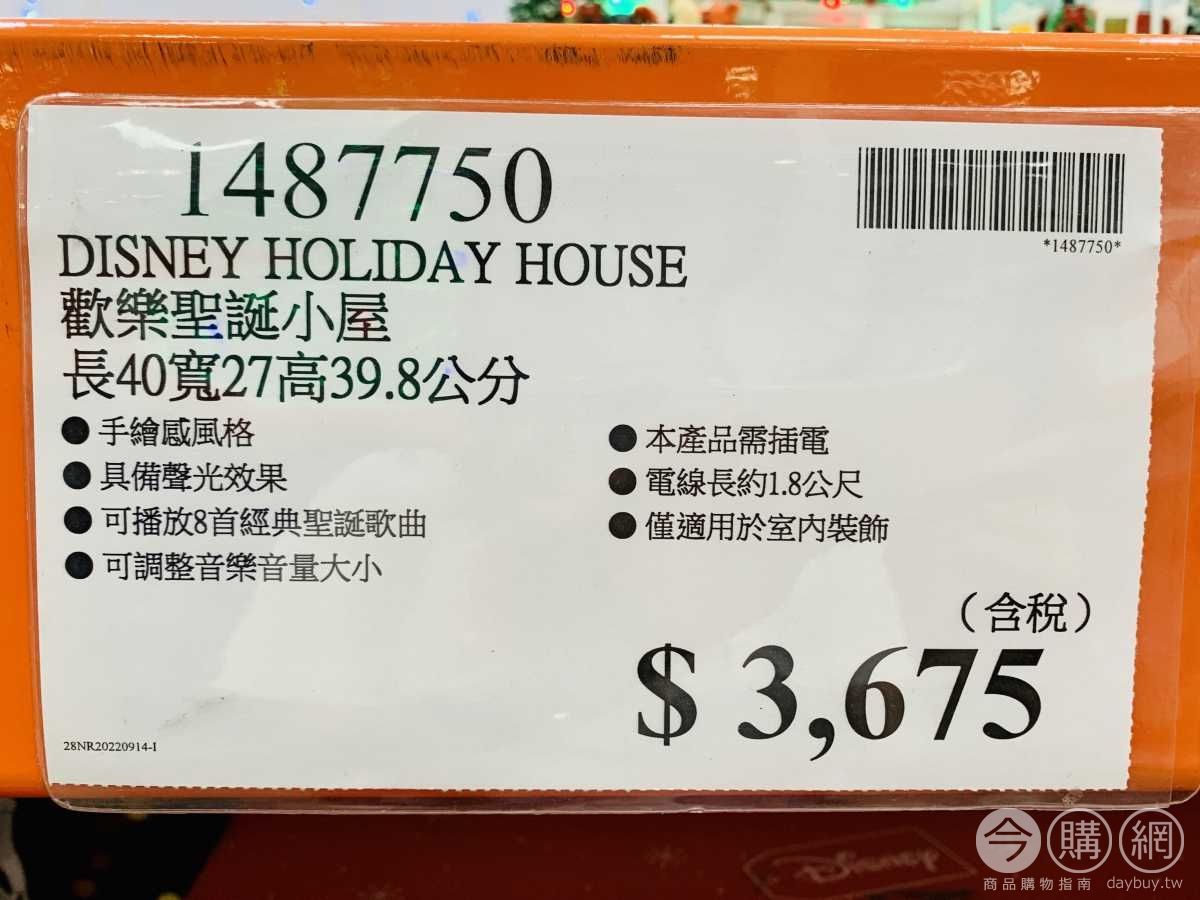 1487750
*1487750*
DISNEY HOLIDAY HOUSE
歡樂聖誕小屋
長40寬27高39.8公分
● 手繪感風格
● 具備聲光效果
● 可播放8首經典聖誕歌曲
● 可調整音樂音量大小
● 本產品需插電
● 電線長約1.8公尺
● 僅適用於室內裝飾
（含稅）
$ 3,675
28NR20220914-I
Disney
今購網
商品購物指南 daybuy.tw